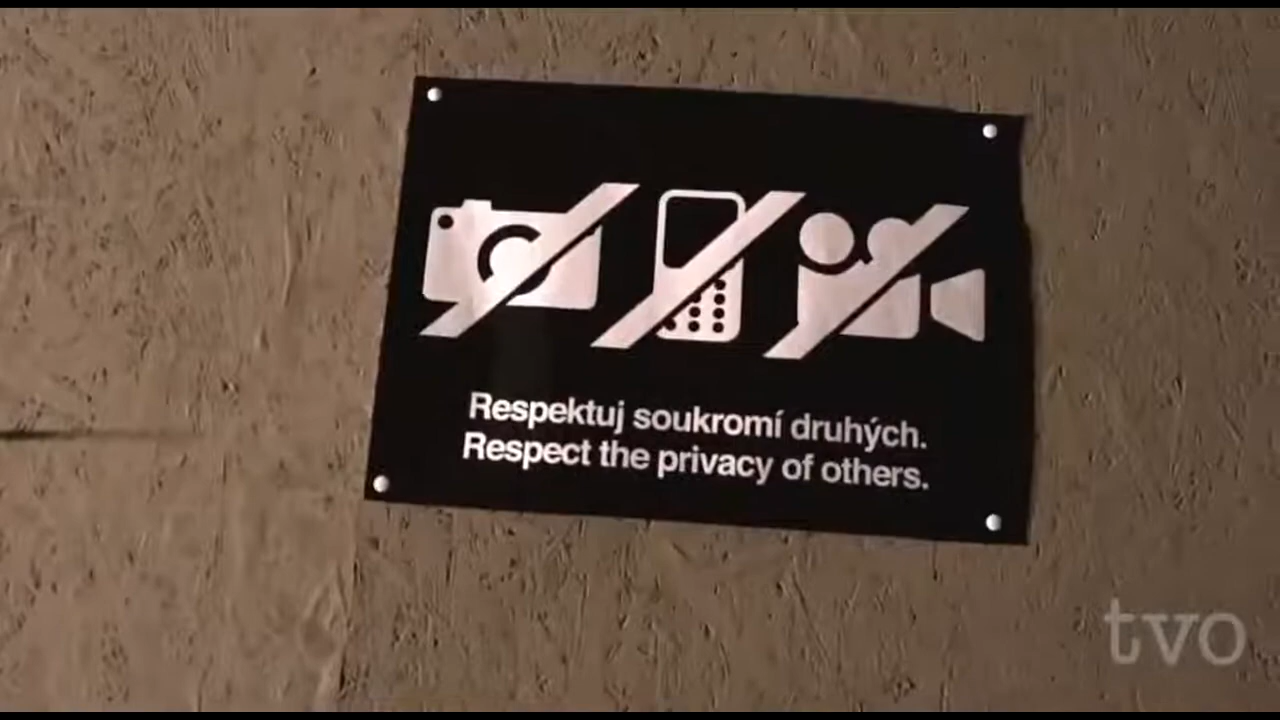 Respektuj soukromí druhých.
Respect the privacy of others.
tvo